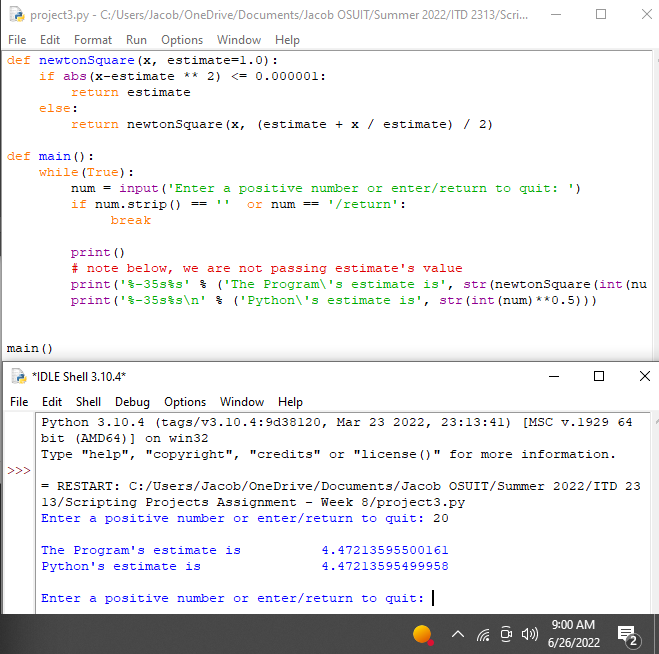 project3.py - C:/Users/Jacob/OneDrive/Documents/Jacob OSUIT/Summer 2022/ITD 2313/Scri...
File Edit Format Run Options Window Help
def newtonSquare(x, estimate=1.0):
    if abs(x-estimate ** 2) <= 0.000001:
        return estimate
    else:
        return newtonSquare(x, (estimate + x / estimate) / 2)
def main():
    while(True):
        num = input('Enter a positive number or enter/return to quit: ')
        if num.strip() == ''  or num == '/return':
             break
        print()
        # note below, we are not passing estimate's value
        print('%-35s%s' % ('The Program\'s estimate is', str(newtonSquare(int(nu
        print('%-35s%s\n' % ('Python\'s estimate is', str(int(num)**0.5)))
main()
*IDLE Shell 3.10.4*
File Edit Shell Debug Options Window Help
Python 3.10.4 (tags/v3.10.4:9d38120, Mar 23 2022, 23:13:41) [MSC v.1929 64
bit (AMD64)] on win32
Type "help", "copyright", "credits" or "license()" for more information.
>>>
= RESTART: C:/Users/Jacob/OneDrive/Documents/Jacob OSUIT/Summer 2022/ITD 23
13/Scripting Projects Assignment - Week 8/project3.py
Enter a positive number or enter/return to quit: 20
The Program's estimate is          4.47213595500161
Python's estimate is               4.47213595499958
Enter a positive number or enter/return to quit:
9:00 AM
6/26/2022
2